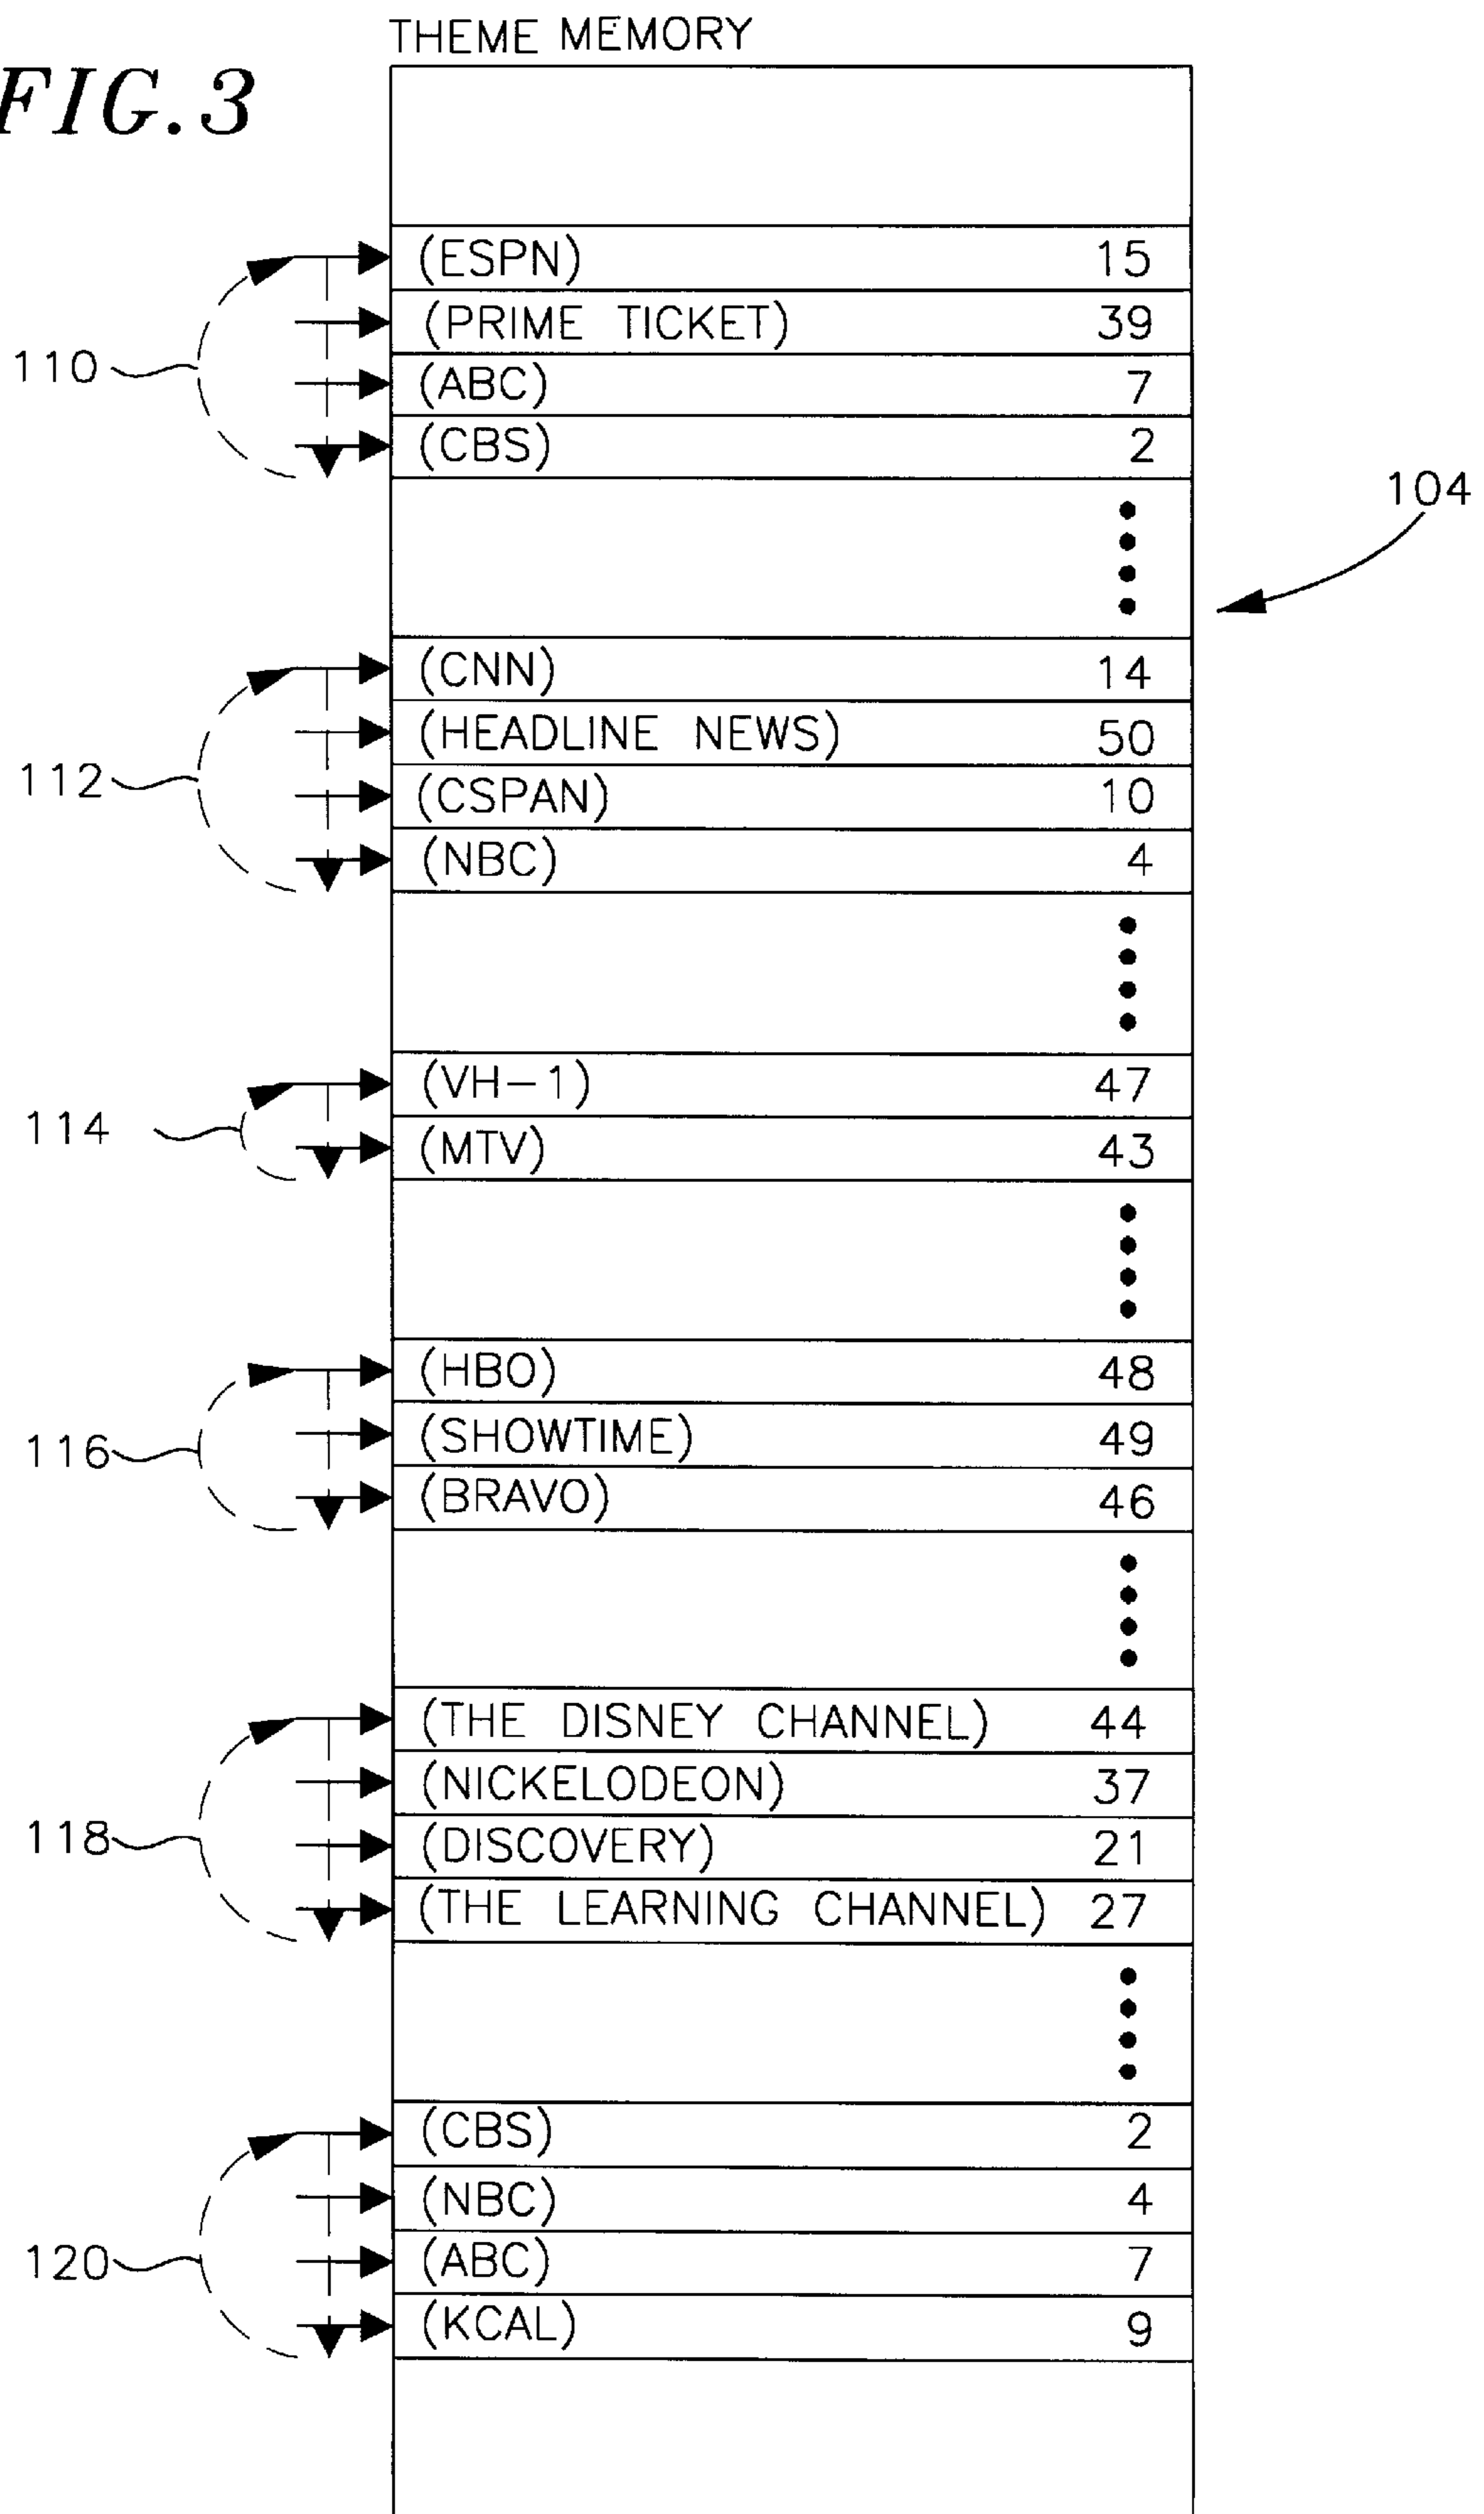 THEME MEMORY
FIG.3
(ESPN) 15
(PRIME TICKET) 39
110
(ABC) 7
(CBS) 2
104
(CNN) 14
(HEADLINE NEWS) 50
112
(CSPAN) 10
(NBC) 4
(VH-1) 47
114
(MTV) 43
(HBO) 48
(SHOWTIME) 49
116
(BRAVO) 46
(THE DISNEY CHANNEL) 44
(NICKELODEON) 37
118
(DISCOVERY) 21
(THE LEARNING CHANNEL) 27
(CBS) 2
(NBC) 4
120
(ABC) 7
(KCAL) 9